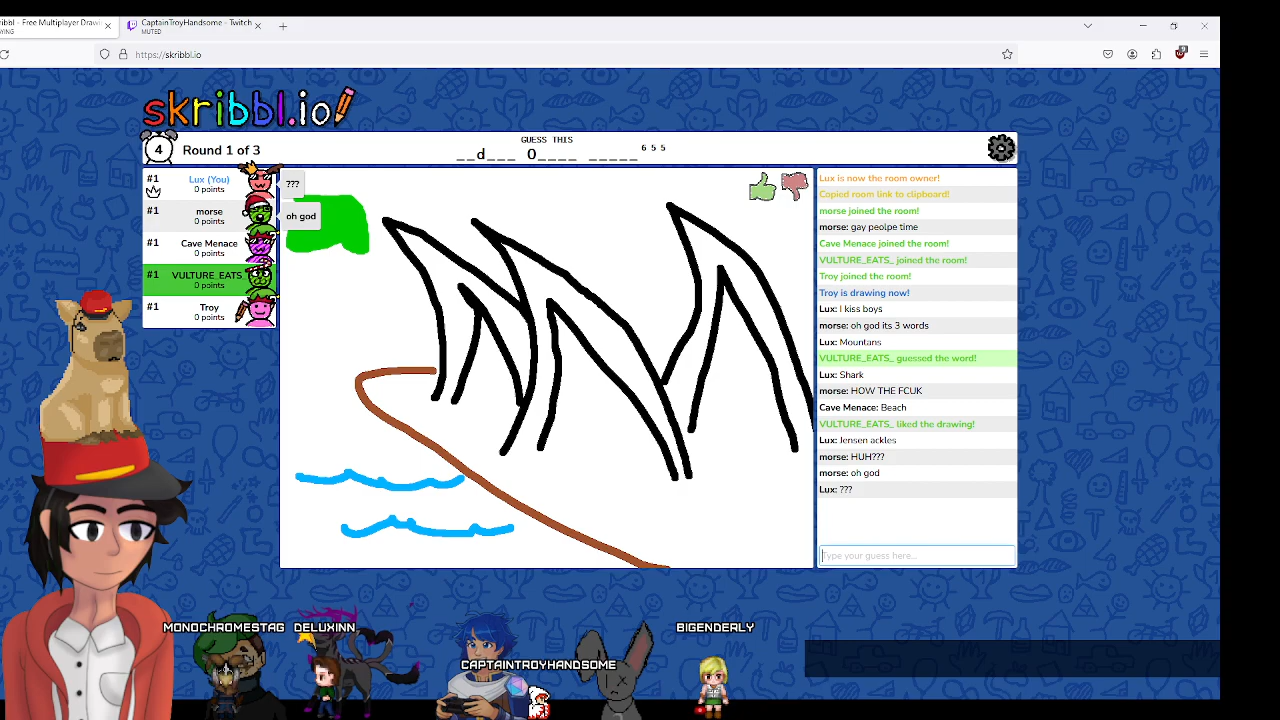 ibbl - Free Multiplayer Drawi
YING
CaptainTroyHandsome - Twitch
MUTED
https://skribbl.io
skribbl.io
4
Round 1 of 3
GUESS THIS
__d___ O____ _____ 6 5 5
#1
Lux (You)
0 points
#1
morse
0 points
#1
Cave Menace
0 points
#1
VULTURE_EATS_
0 points
#1
Troy
0 points
???
oh god
Lux is now the room owner!
Copied room link to clipboard!
morse joined the room!
morse: gay peolpe time
Cave Menace joined the room!
VULTURE_EATS_ joined the room!
Troy joined the room!
Troy is drawing now!
Lux: I kiss boys
morse: oh god its 3 words
Lux: Mountans
VULTURE_EATS_ guessed the word!
Lux: Shark
morse: HOW THE FCUK
Cave Menace: Beach
VULTURE_EATS_ liked the drawing!
Lux: Jensen ackles
morse: HUH???
morse: oh god
Lux: ???
Type your guess here...
MONOCHROMESTAG
DELUXINN
CAPTAINTROYHANDSOME
BIGENDERLY